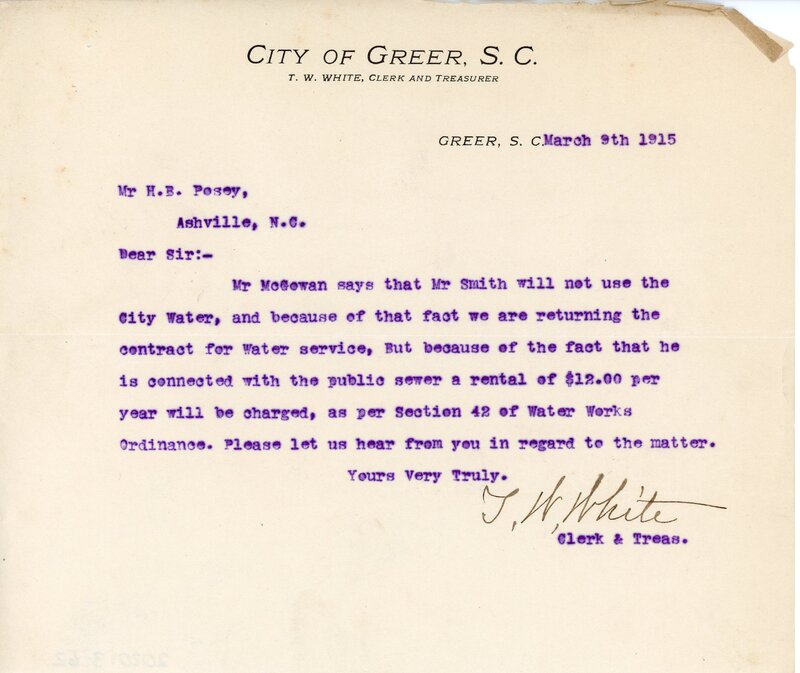 CITY OF GREER, S. C.
T. W. WHITE, CLERK AND TREASURER
GREER, S. C. March 9th 1915
Mr H.B. Posey,
Ashville, N.C.
Dear Sir:-
Mr McGowan says that Mr Smith will not use the
City Water, and because of that fact we are returning the
contract for Water service, But because of the fact that he
is connected with the public sewer a rental of $12.00 per
year will be charged, as per Section 42 of Water Works
Ordinance. Please let us hear from you in regard to the matter.
Yours Very Truly.
T. W. White
Clerk & Treas.